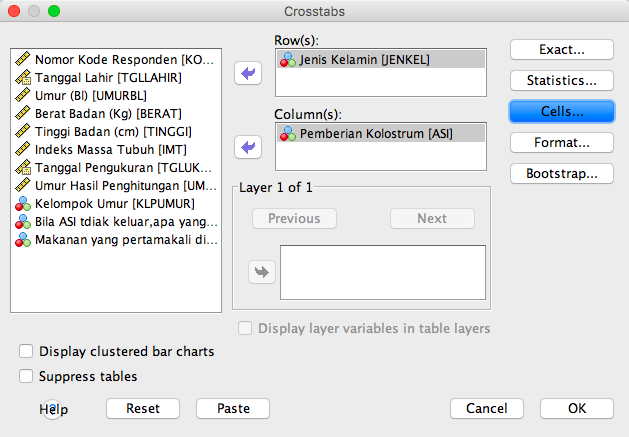 Crosstabs
Nomor Kode Responden [KO...
Tanggal Lahir [TGLLAHIR]
Umur (Bl) [UMURBL]
Berat Badan (Kg) [BERAT]
Tinggi Badan (cm) [TINGGI]
Indeks Massa Tubuh [IMT]
Tanggal Pengukuran [TGLUK...
Umur Hasil Penghitungan [UM...
Kelompok Umur [KLPUMUR]
Bila ASI tdiak keluar,apa yang...
Makanan yang pertamakali di...
Row(s):
Jenis Kelamin [JENKEL]
Column(s):
Pemberian Kolostrum [ASI]
Layer 1 of 1
Previous Next
Display layer variables in table layers
Exact...
Statistics...
Cells...
Format...
Bootstrap...
Display clustered bar charts
Suppress tables
Help Reset Paste Cancel OK